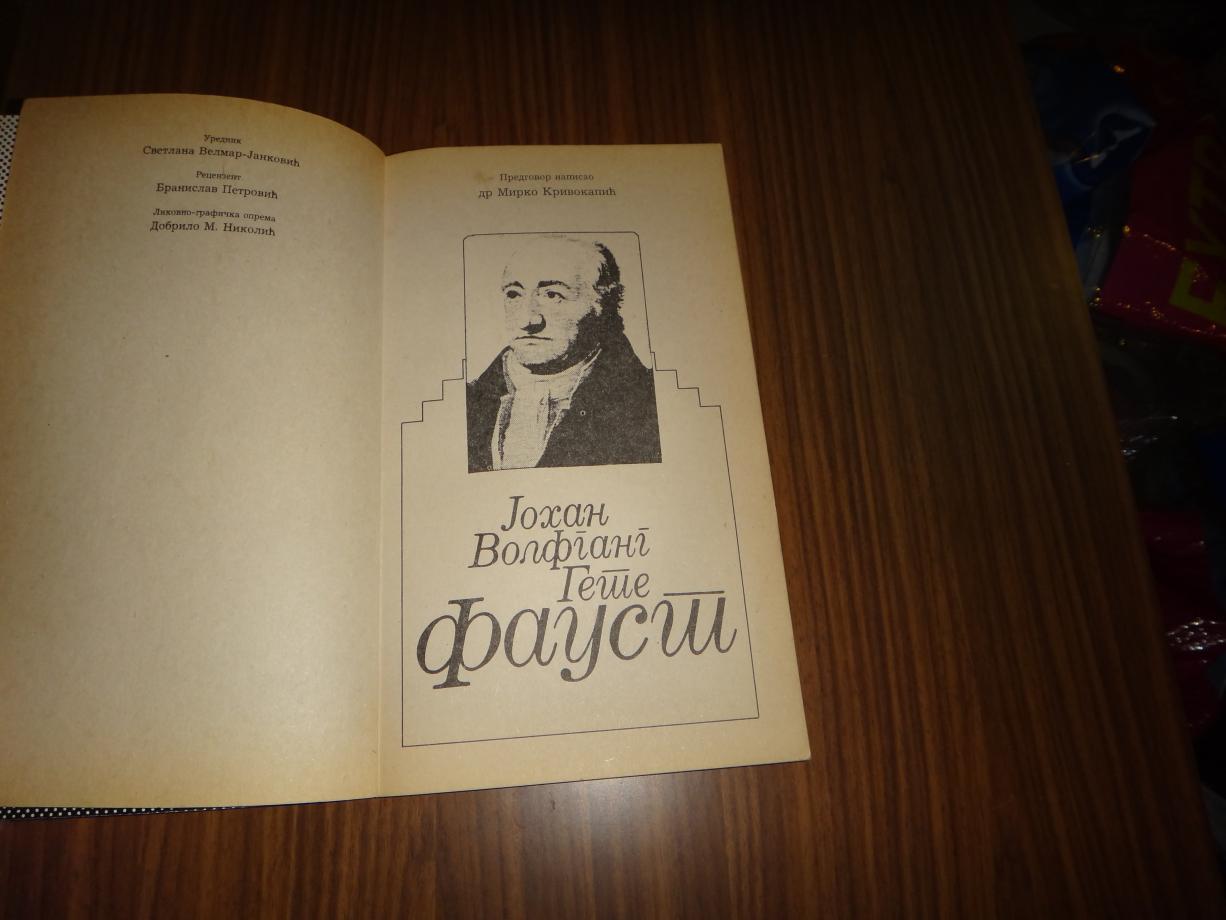 Уредник
Светлана Велмар-Јанковић
Рецензент
Бранислав Петровић
Ликовно-графичка опрема
Добрило М. Николић
Предговор написао
др Мирко Кривокапић
Јохан
Волфганг
Гете
фауст